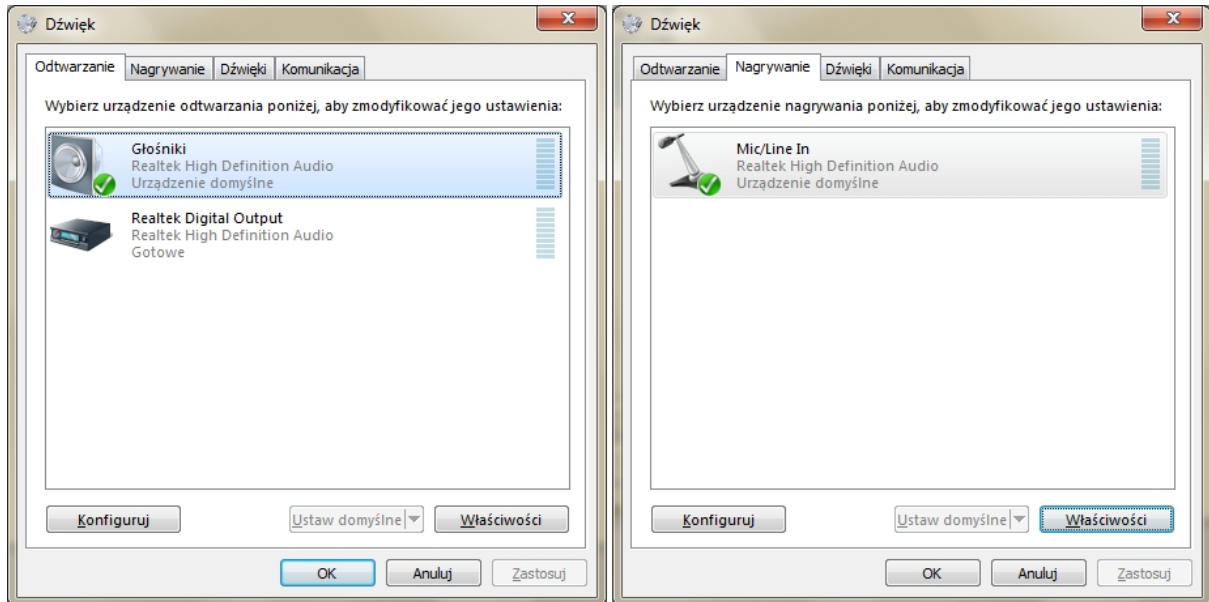 Dźwięk
Odtwarzanie Nagrywanie Dźwięki Komunikacja
Wybierz urządzenie odtwarzania poniżej, aby zmodyfikować jego ustawienia:
Głośniki
Realtek High Definition Audio
Urządzenie domyślne
Realtek Digital Output
Realtek High Definition Audio
Gotowe
Konfiguruj Ustaw domyślne Właściwości
OK Anuluj Zastosuj
Dźwięk
Odtwarzanie Nagrywanie Dźwięki Komunikacja
Wybierz urządzenie nagrywania poniżej, aby zmodyfikować jego ustawienia:
Mic/Line In
Realtek High Definition Audio
Urządzenie domyślne
Konfiguruj Ustaw domyślne Właściwości
OK Anuluj Zastosuj